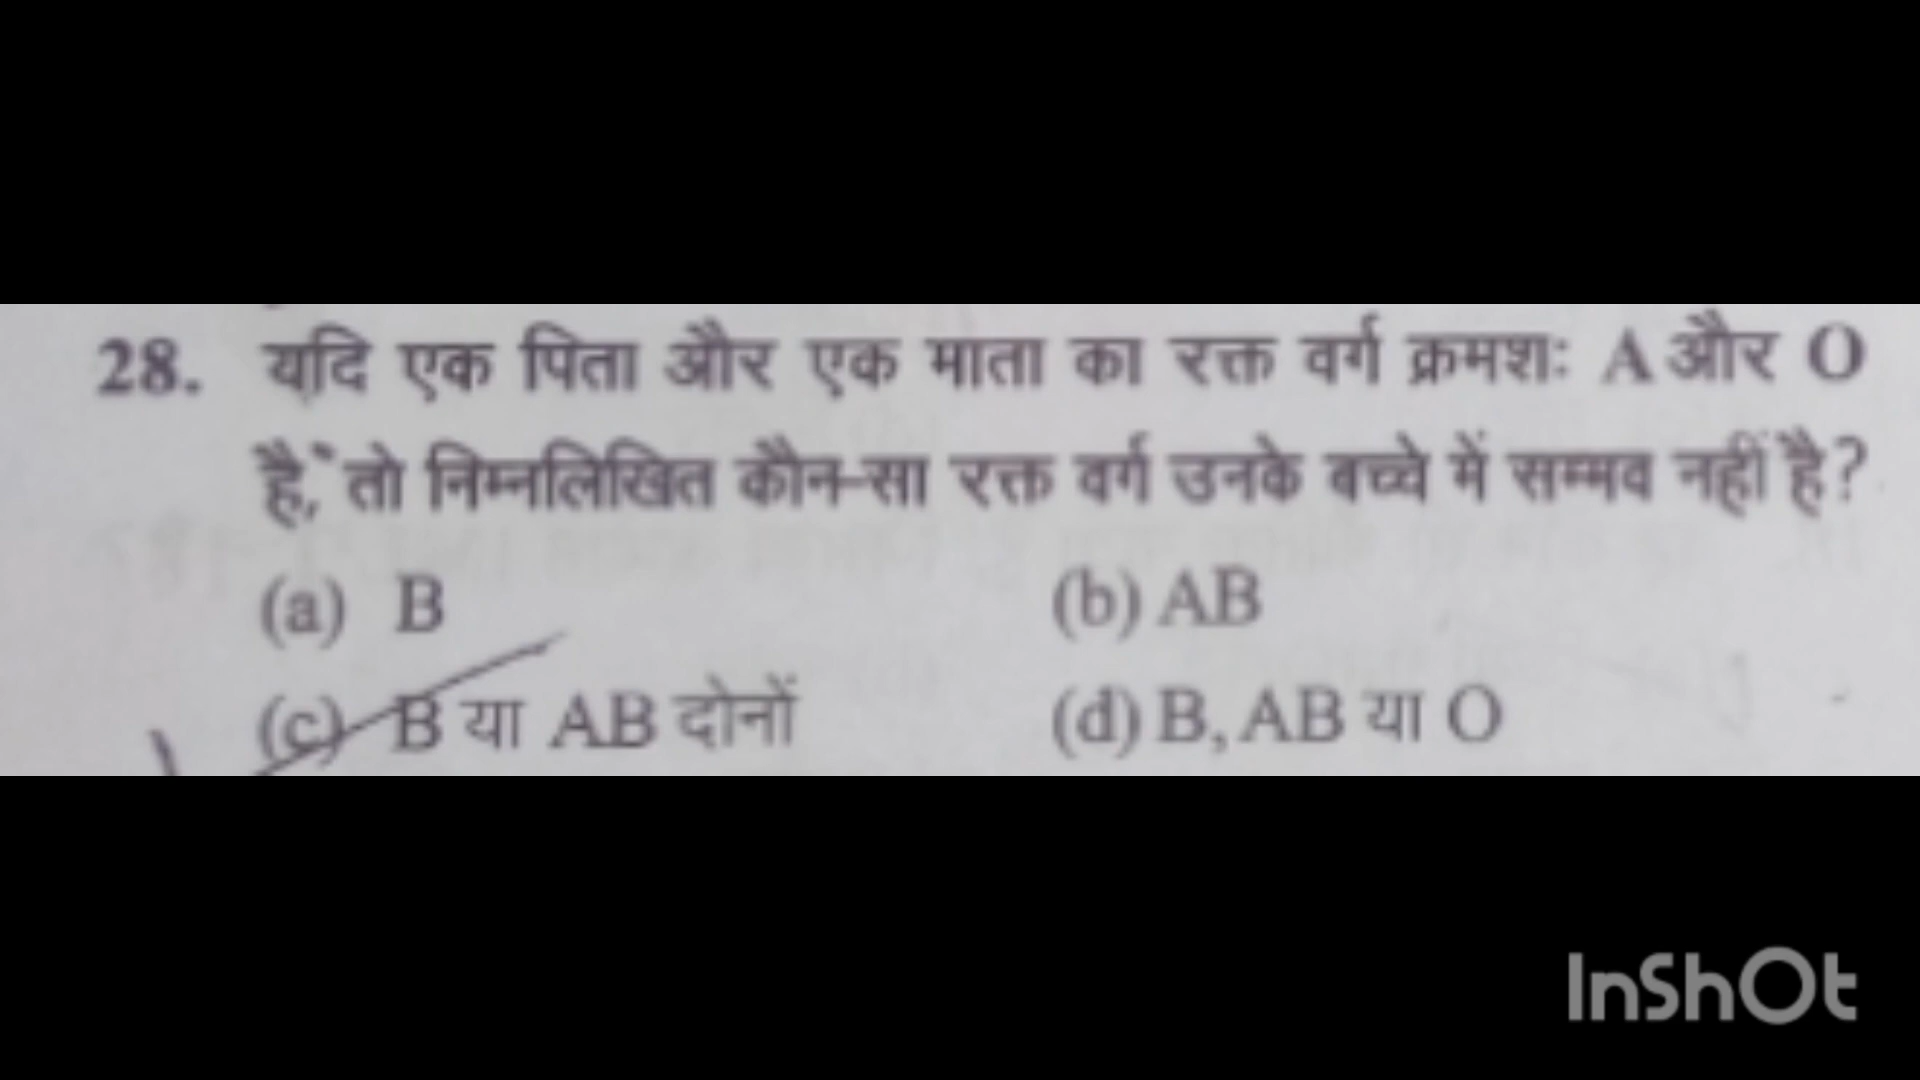 28. यदि एक पिता और एक माता का रक्त वर्ग क्रमशः A और O
हैं, तो निम्नलिखित कौन-सा रक्त वर्ग उनके बच्चे में सम्भव नहीं है?
(a) B (b) AB
(c) B या AB दोनों (d) B, AB या O
InShOt